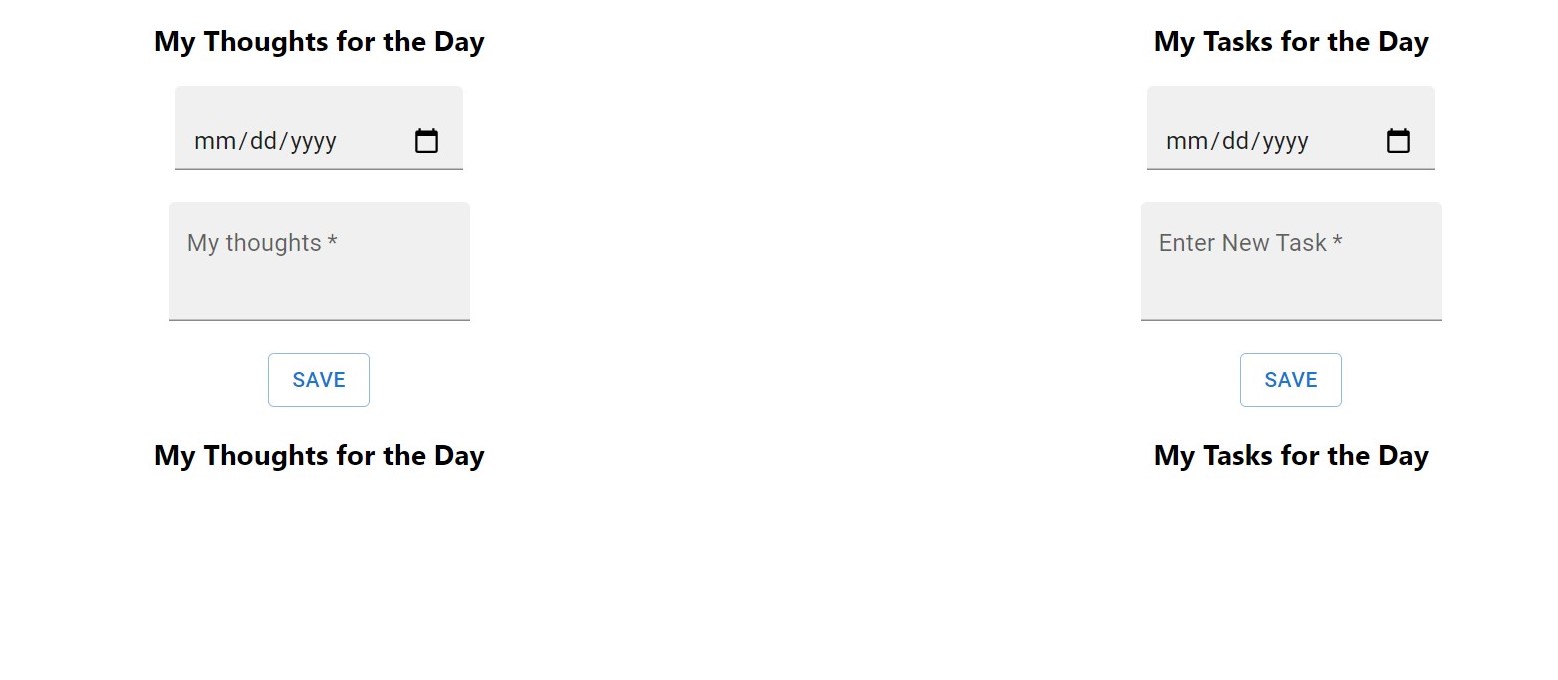 My Thoughts for the Day
mm/dd/yyyy
My thoughts *
SAVE
My Thoughts for the Day
My Tasks for the Day
mm/dd/yyyy
Enter New Task *
SAVE
My Tasks for the Day